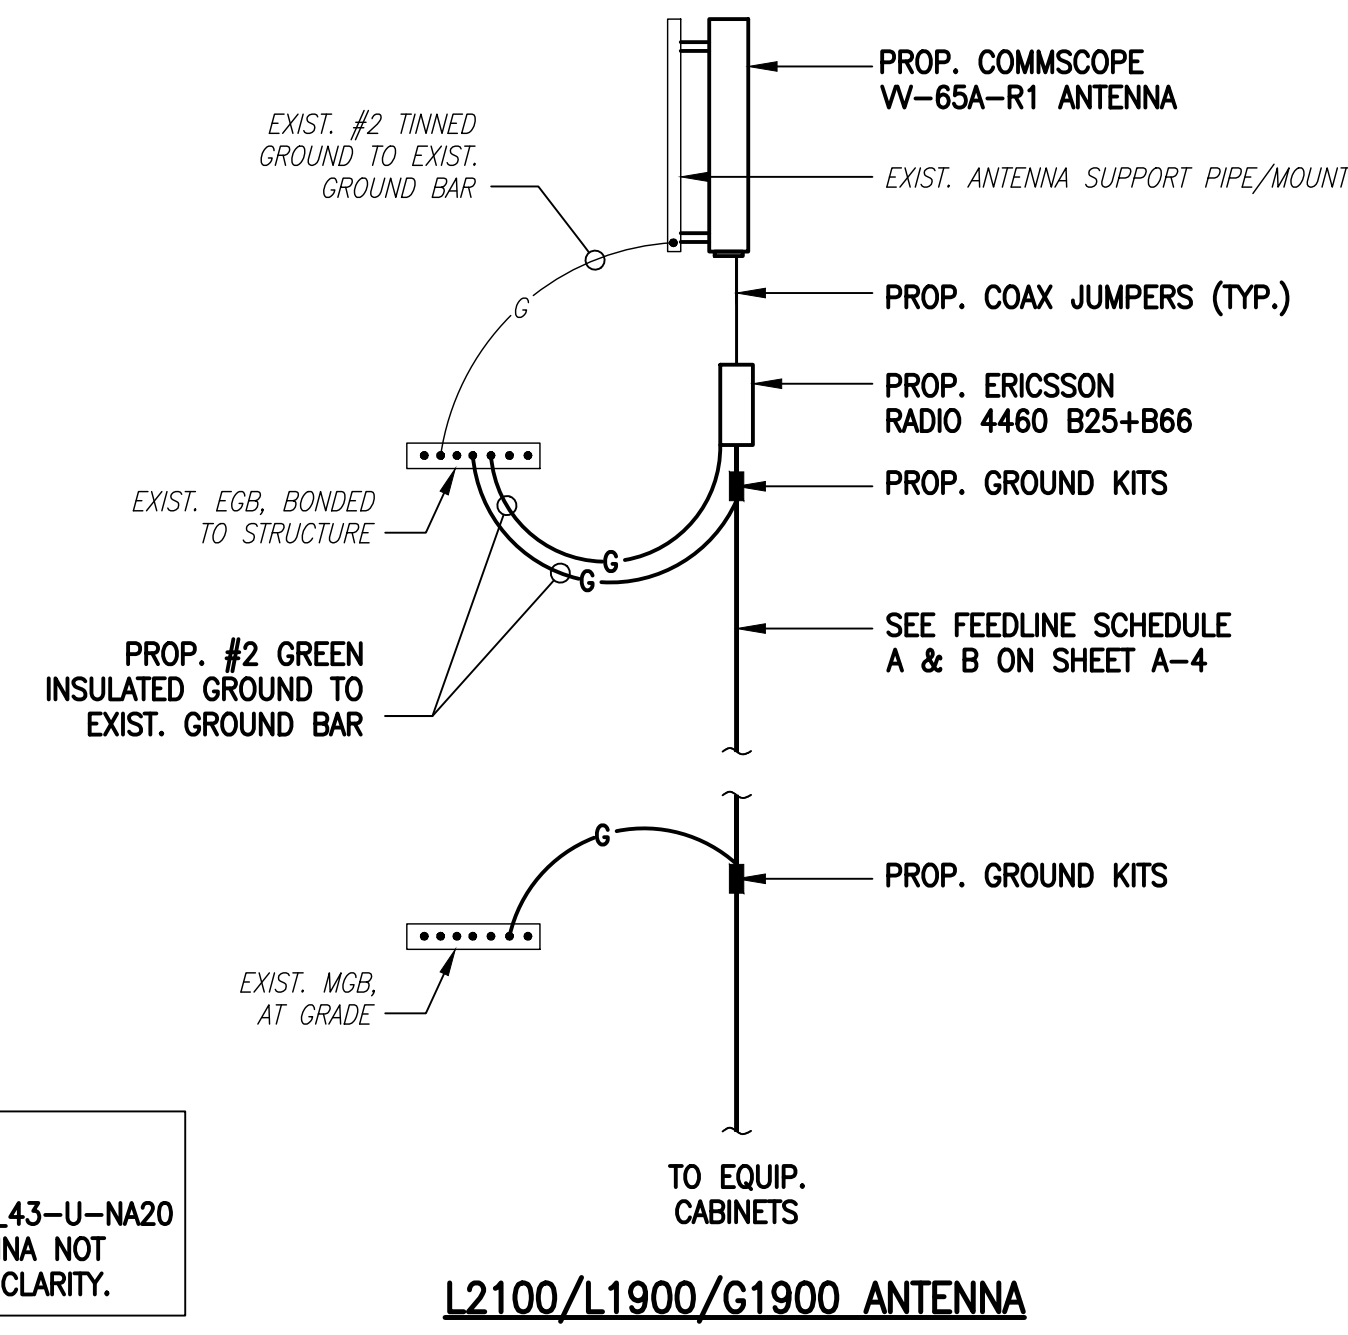 PROP. COMMSCOPE
VV-65A-R1 ANTENNA
EXIST. #2 TINNED
GROUND TO EXIST.
GROUND BAR
EXIST. ANTENNA SUPPORT PIPE/MOUNT
G
PROP. COAX JUMPERS (TYP.)
PROP. ERICSSON
RADIO 4460 B25+B66
PROP. GROUND KITS
EXIST. EGB, BONDED
TO STRUCTURE
G
G
SEE FEEDLINE SCHEDULE
A & B ON SHEET A-4
PROP. #2 GREEN
INSULATED GROUND TO
EXIST. GROUND BAR
G
PROP. GROUND KITS
EXIST. MGB,
AT GRADE
TO EQUIP.
CABINETS
_43-U-NA20
NA NOT
CLARITY.
L2100/L1900/G1900 ANTENNA